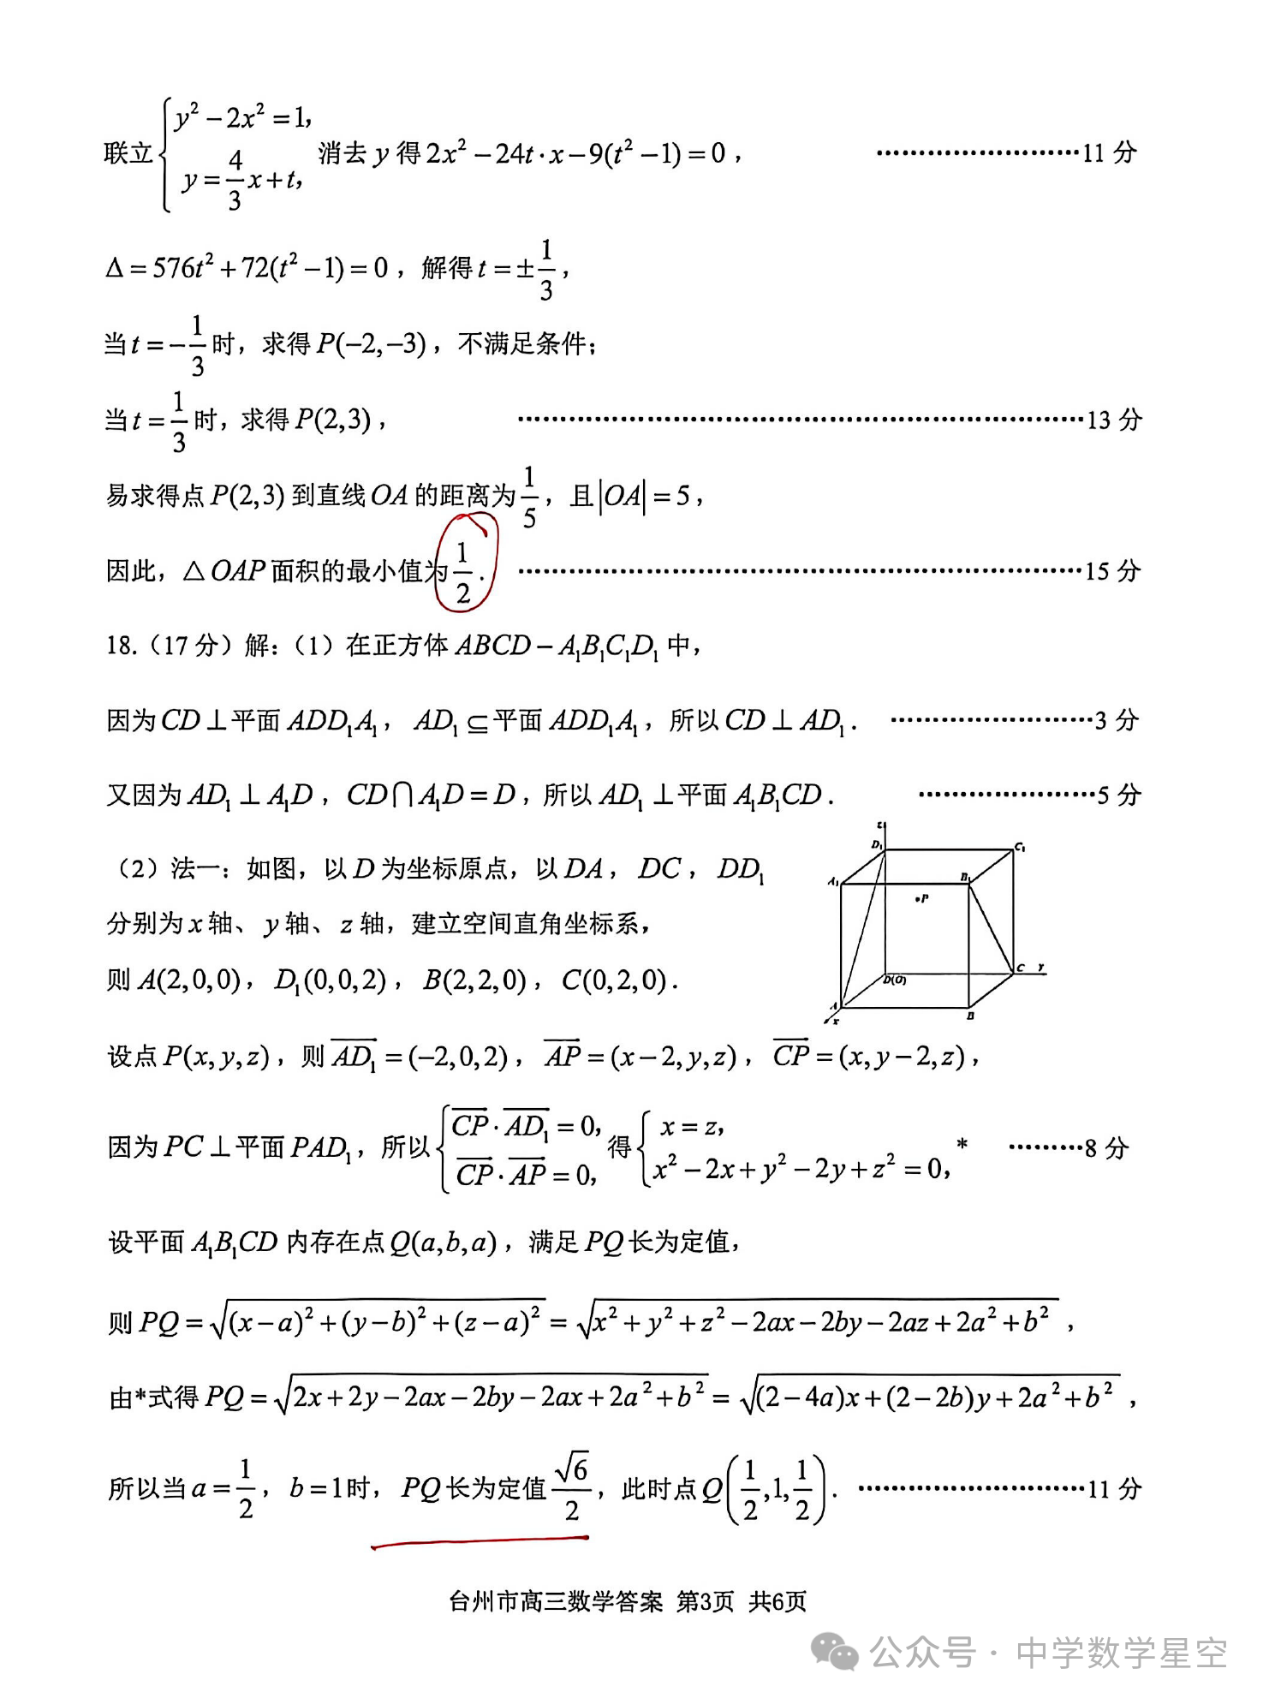 联立{y² − 2x² = 1, y = 4/3 x + t, 消去 y 得 2x² − 24t·x − 9(t² − 1) = 0， ························11 分
Δ = 576t² + 72(t² − 1) = 0，解得 t = ±1/3，
当 t = −1/3 时，求得 P(−2,−3)，不满足条件；
当 t = 1/3 时，求得 P(2,3)， ························13 分
易求得点 P(2,3) 到直线 OA 的距离为 1/5，且 |OA| = 5，
因此，△OAP 面积的最小值为 1/2. ························15 分
18.（17 分）解：（1）在正方体 ABCD − A₁B₁C₁D₁ 中，
因为 CD ⊥ 平面 ADD₁A₁， AD₁ ⊆ 平面 ADD₁A₁，所以 CD ⊥ AD₁. ························3 分
又因为 AD₁ ⊥ A₁D， CD ⋂ A₁D = D，所以 AD₁ ⊥ 平面 A₁B₁CD. ·····················5 分
（2）法一：如图，以 D 为坐标原点，以 DA， DC， DD₁
分别为 x 轴、 y 轴、 z 轴，建立空间直角坐标系，
则 A(2,0,0)， D₁(0,0,2)， B(2,2,0)， C(0,2,0).
z
D₁
C₁
A₁
B₁
P
D(O)
C
Y
A
x
B
设点 P(x,y,z)，则 \overline{AD₁} = (−2,0,2)， \overline{AP} = (x−2,y,z)， \overline{CP} = (x,y−2,z)，
因为 PC ⊥ 平面 PAD₁，所以{\overline{CP}·\overline{AD₁} = 0, \overline{CP}·\overline{AP} = 0, 得{x = z, x² − 2x + y² − 2y + z² = 0, * ·········8 分
设平面 A₁B₁CD 内存在点 Q(a,b,a)，满足 PQ 长为定值，
则 PQ = √((x−a)² + (y−b)² + (z−a)²) = √(x² + y² + z² − 2ax − 2by − 2az + 2a² + b²)，
由*式得 PQ = √(2x + 2y − 2ax − 2by − 2ax + 2a² + b²) = √((2−4a)x + (2−2b)y + 2a² + b²)，
所以当 a = 1/2， b = 1时， PQ 长为定值 √6/2，此时点 Q(1/2,1,1/2). ···························11 分
台州市高三数学答案 第3页 共6页
公众号 · 中学数学星空